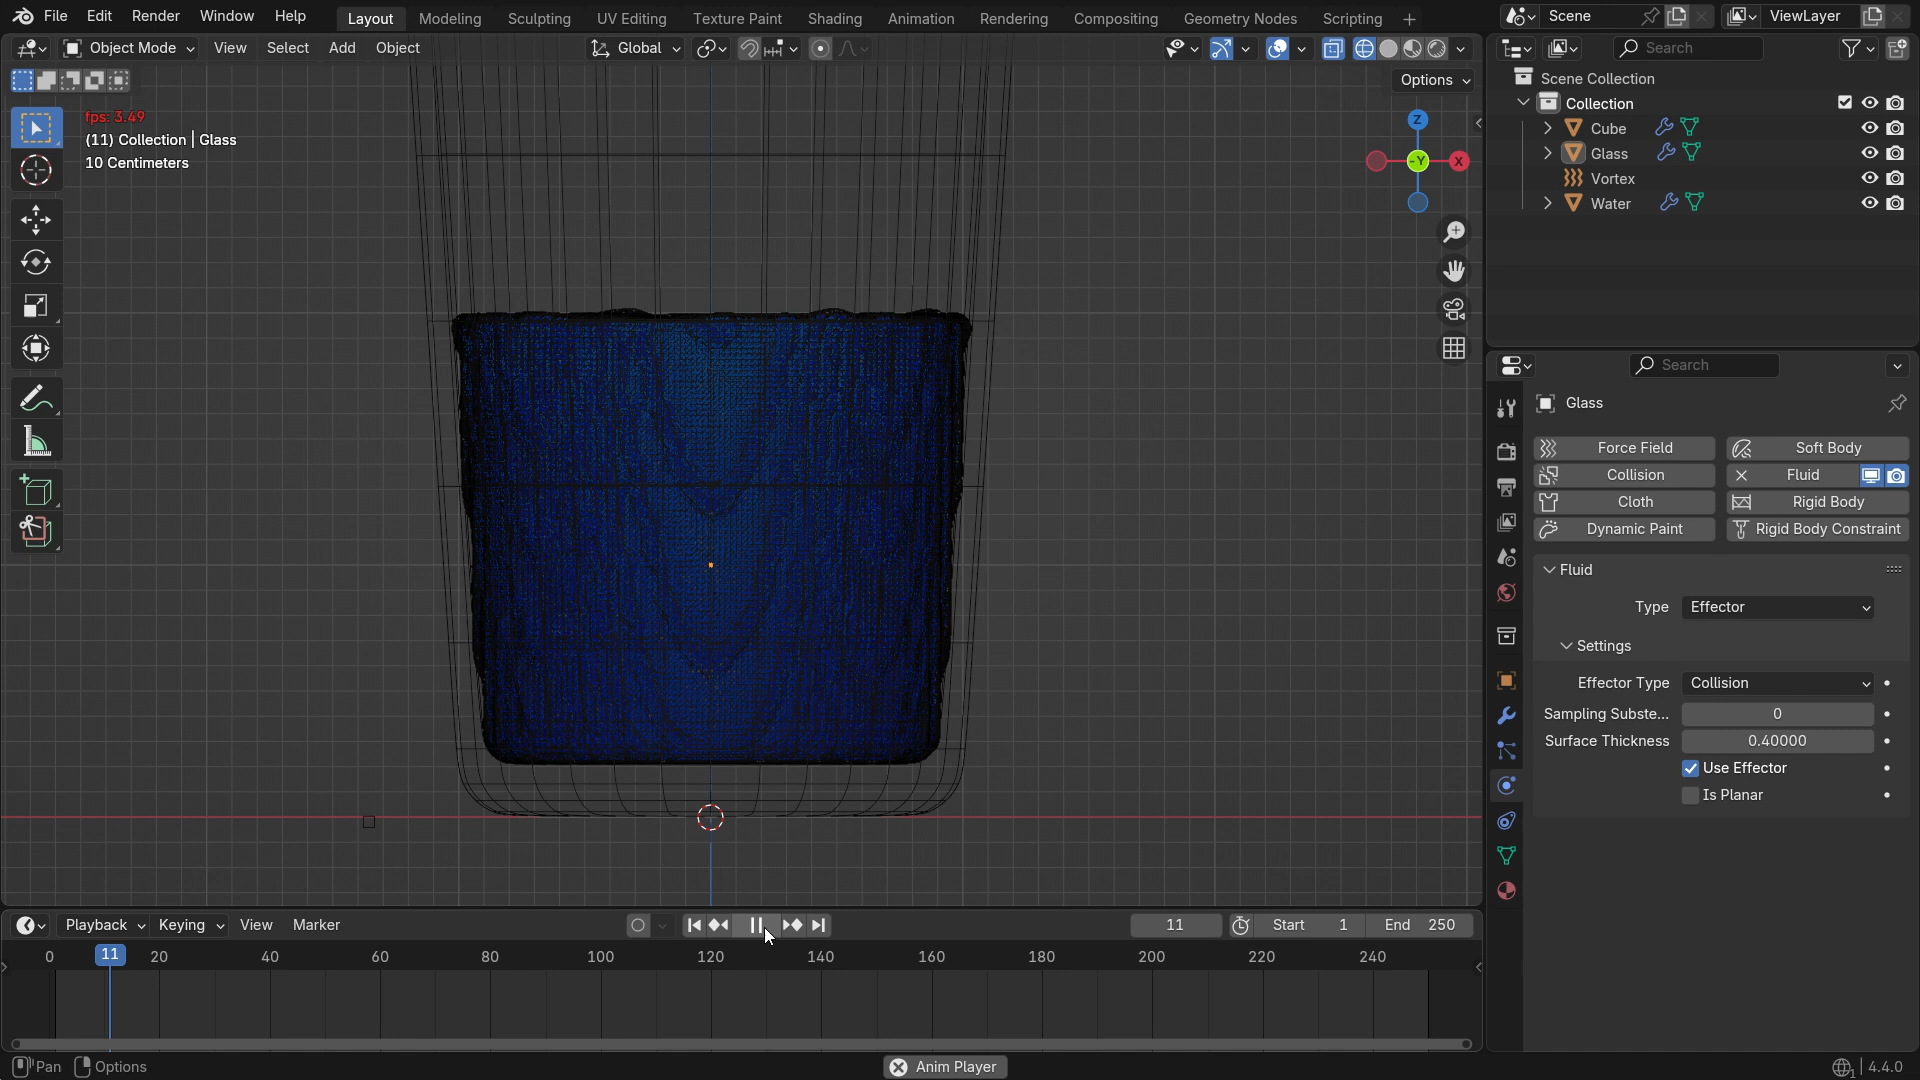 File Edit Render Window Help Layout Modeling Sculpting UV Editing Texture Paint Shading Animation Rendering Compositing Geometry Nodes Scripting + Scene ViewLayer
Object Mode View Select Add Object Global Search
Options
fps: 3.49
(11) Collection | Glass
10 Centimeters
Z
-Y X
Scene Collection
Collection
Cube
Glass
Vortex
Water
Search
Glass
Force Field Soft Body
Collision Fluid
Cloth Rigid Body
Dynamic Paint Rigid Body Constraint
Fluid
Type Effector
Settings
Effector Type Collision
Sampling Subste... 0
Surface Thickness 0.40000
Use Effector
Is Planar
Playback Keying View Marker 11 Start 1 End 250
0 11 20 40 60 80 100 120 140 160 180 200 220 240
Pan Options Anim Player 1 4.4.0